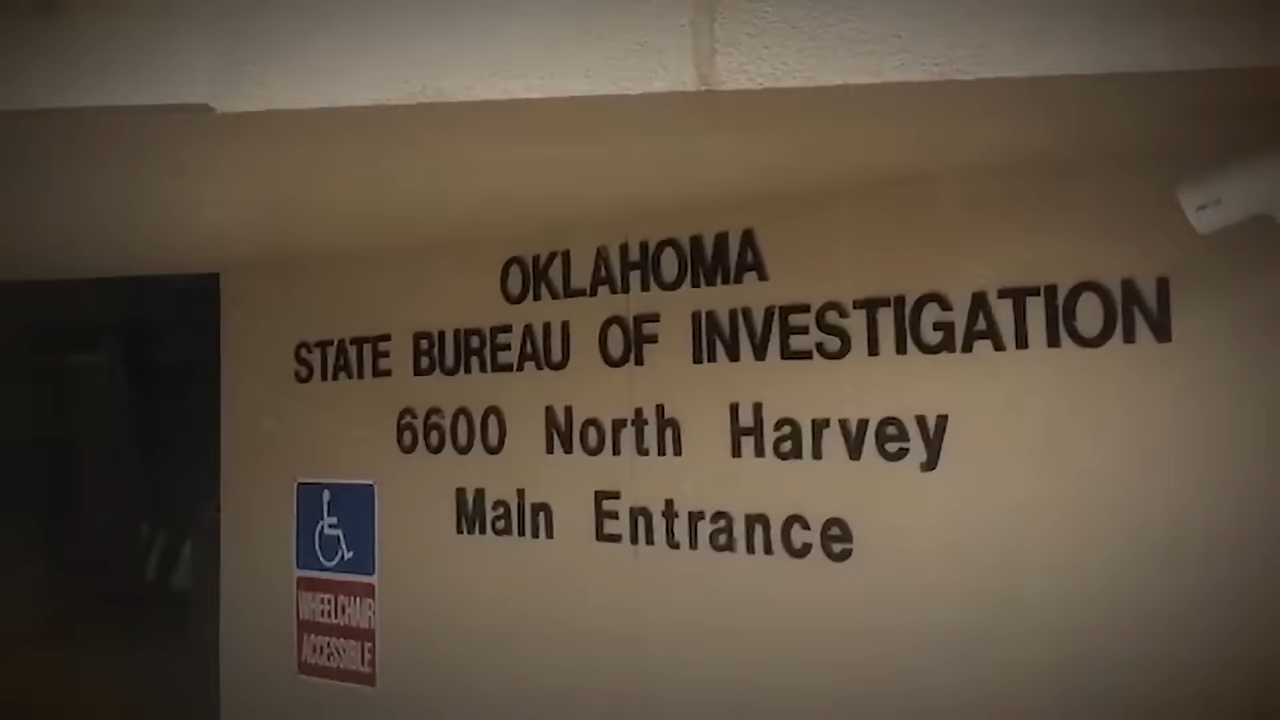 OKLAHOMA
STATE BUREAU OF INVESTIGATION
6600 North Harvey
Main Entrance
WHEELCHAIR
ACCESSIBLE